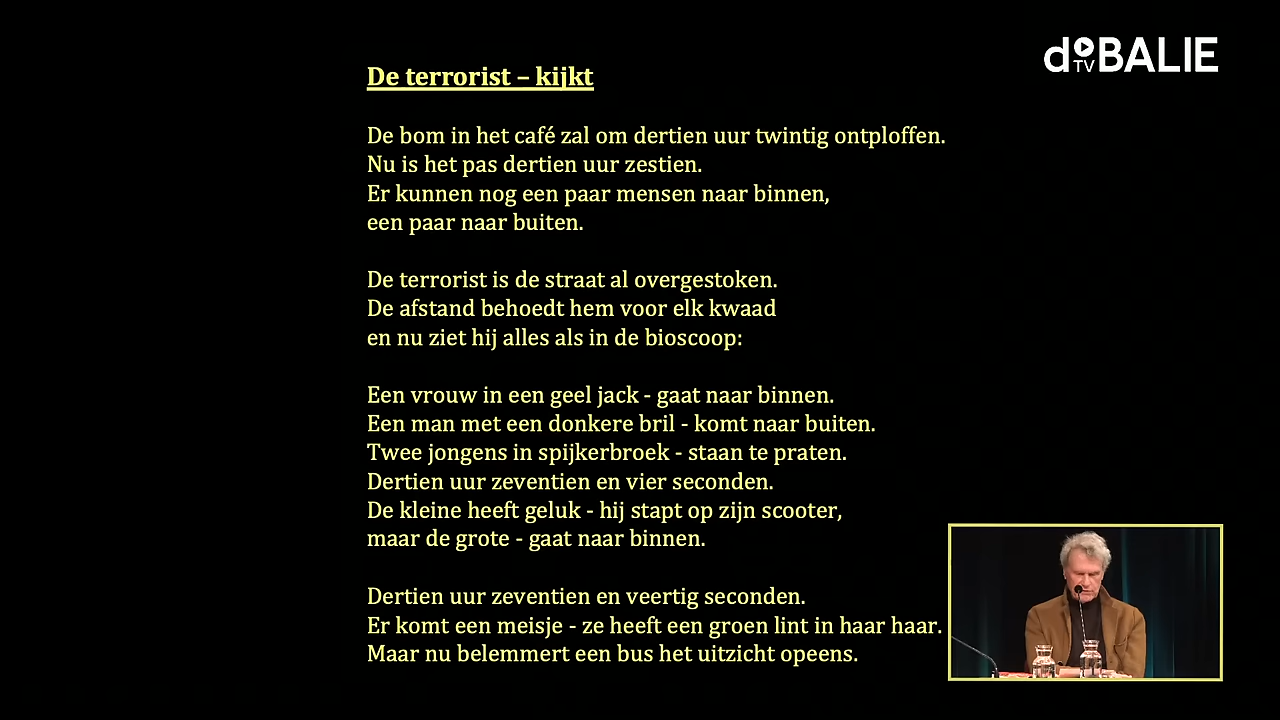 De terrorist – kijkt
De bom in het café zal om dertien uur twintig ontploffen.
Nu is het pas dertien uur zestien.
Er kunnen nog een paar mensen naar binnen,
een paar naar buiten.
De terrorist is de straat al overgestoken.
De afstand behoedt hem voor elk kwaad
en nu ziet hij alles als in de bioscoop:
Een vrouw in een geel jack - gaat naar binnen.
Een man met een donkere bril - komt naar buiten.
Twee jongens in spijkerbroek - staan te praten.
Dertien uur zeventien en vier seconden.
De kleine heeft geluk - hij stapt op zijn scooter,
maar de grote - gaat naar binnen.
Dertien uur zeventien en veertig seconden.
Er komt een meisje - ze heeft een groen lint in haar haar.
Maar nu belemmert een bus het uitzicht opeens.
de BALIE
TV